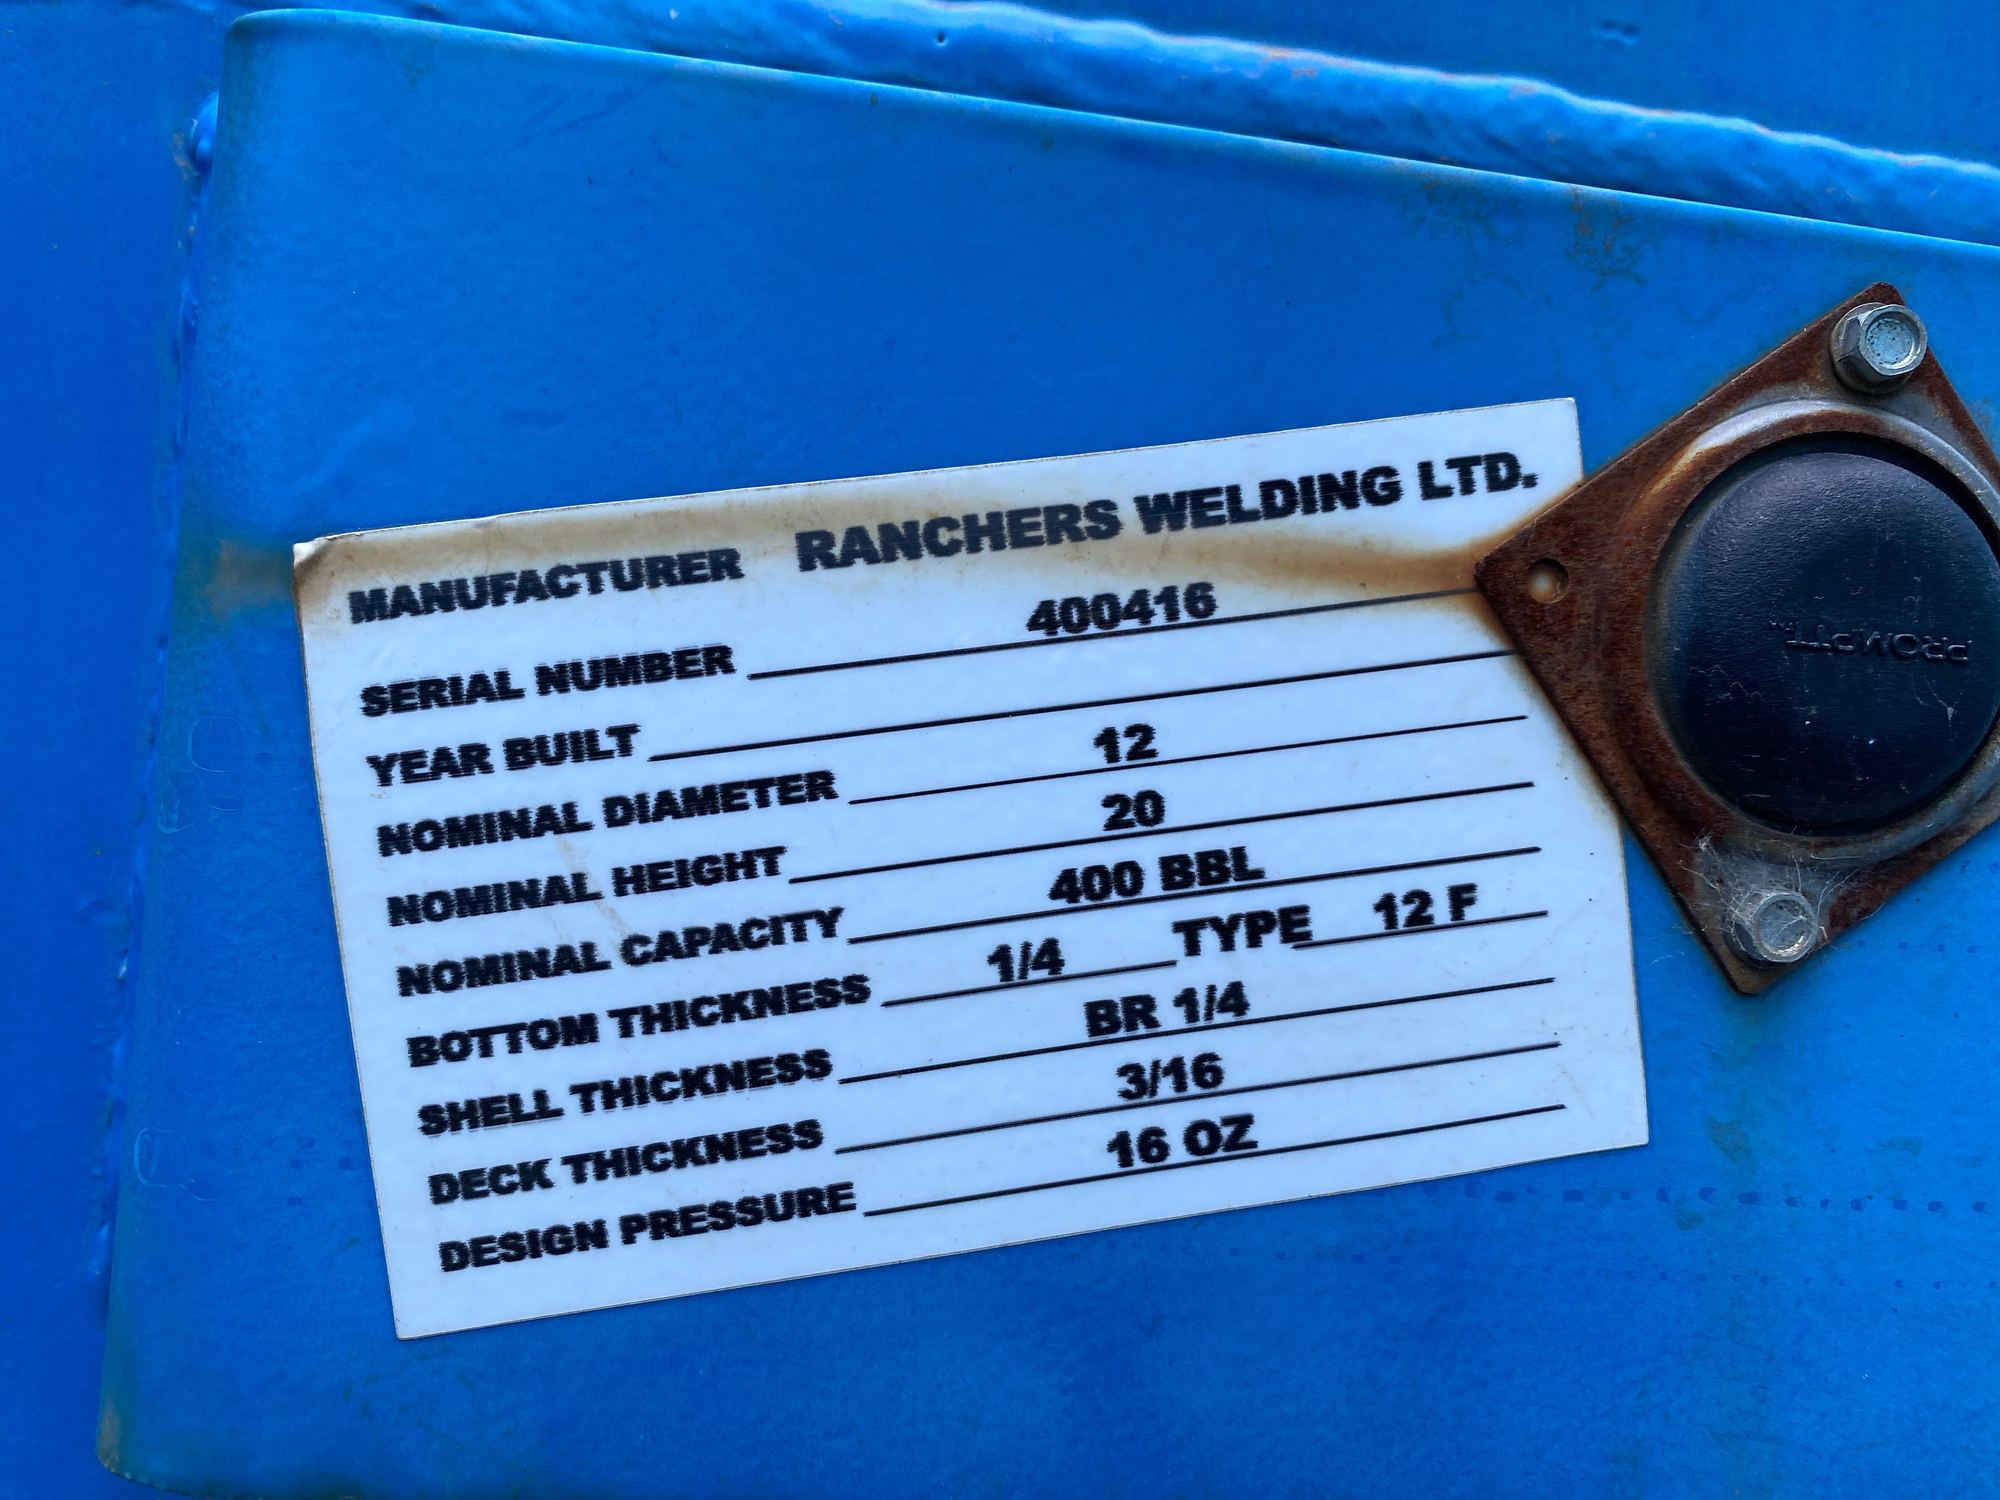 MANUFACTURER RANCHERS WELDING LTD.
SERIAL NUMBER 400416
YEAR BUILT
NOMINAL DIAMETER 12
NOMINAL HEIGHT 20
NOMINAL CAPACITY 400 BBL
BOTTOM THICKNESS 1/4 TYPE 12 F
SHELL THICKNESS BR 1/4
DECK THICKNESS 3/16
DESIGN PRESSURE 16 OZ